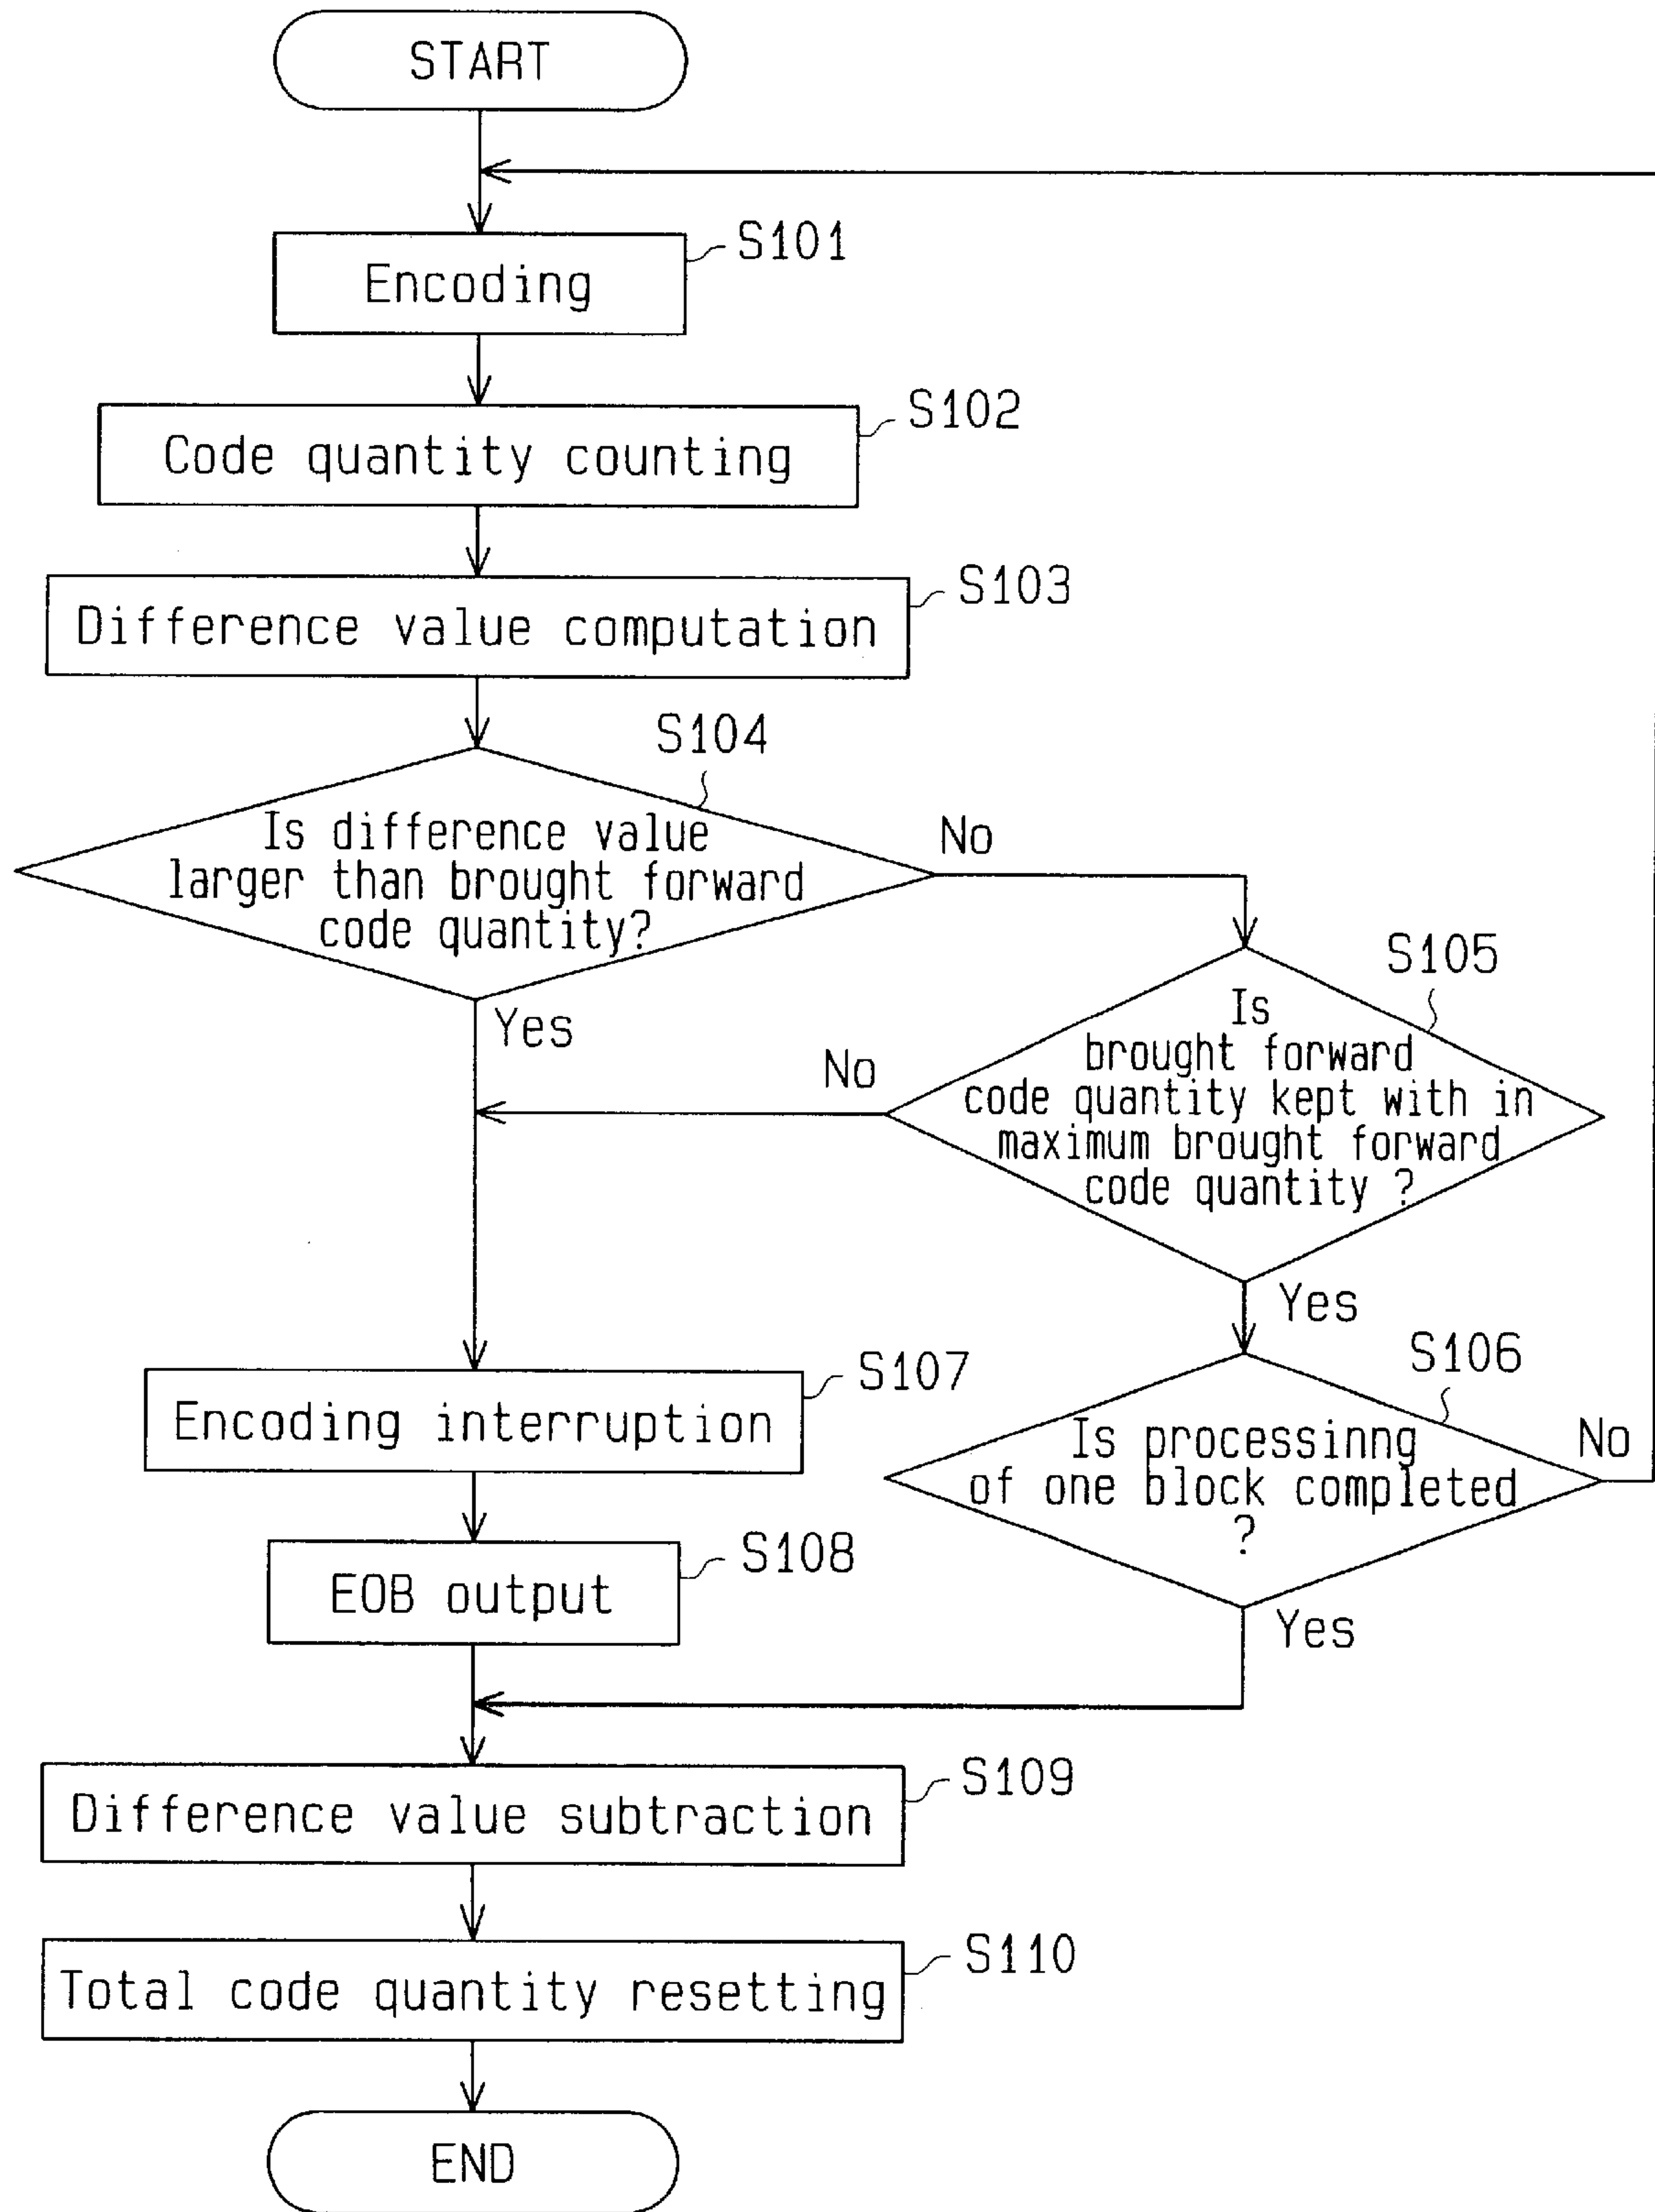 START
S101
Encoding
S102
Code quantity counting
S103
Difference value computation
S104
Is difference value
larger than brought forward
code quantity?
No
Yes
S105
Is
brought forward
code quantity kept with in
maximum brought forward
code quantity ?
No
Yes
S106
Is processinng
of one block completed
?
No
Yes
S107
Encoding interruption
S108
EOB output
S109
Difference value subtraction
S110
Total code quantity resetting
END